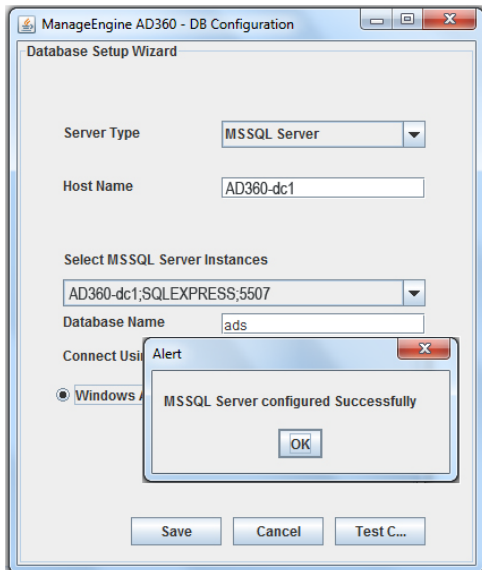 ManageEngine AD360 - DB Configuration
Database Setup Wizard
Server Type
MSSQL Server
Host Name
AD360-dc1
Select MSSQL Server Instances
AD360-dc1;SQLEXPRESS;5507
Database Name
ads
Connect
Alert
Windows
MSSQL Server configured Successfully
OK
Save
Cancel
Test C...